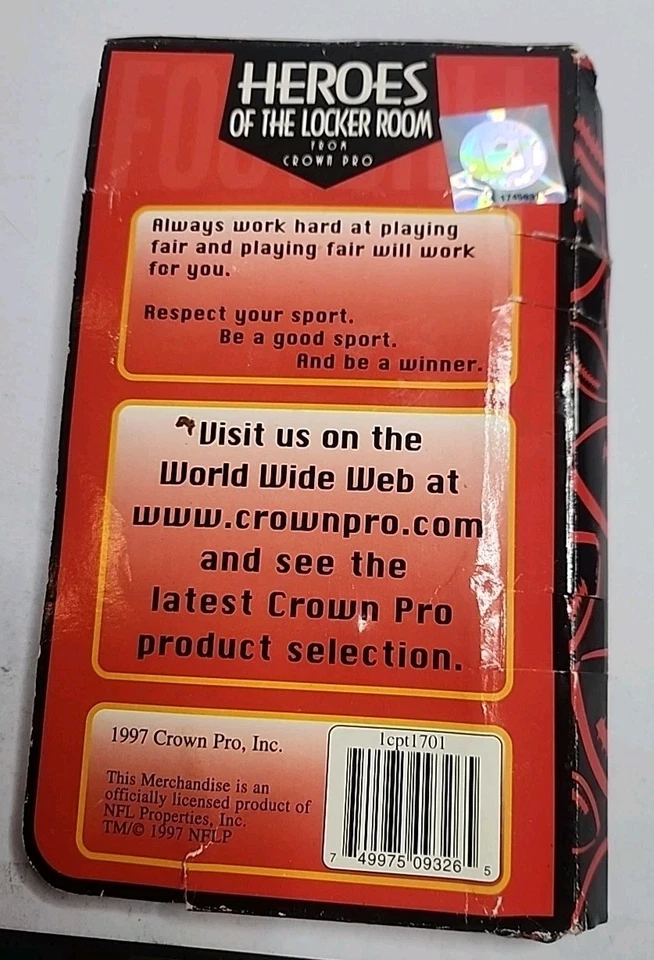 HEROES
OF THE LOCKER ROOM
FROM
CROWN PRO
Always work hard at playing
fair and playing fair will work
for you.
Respect your sport.
Be a good sport.
And be a winner.
Visit us on the
World Wide Web at
www.crownpro.com
and see the
latest Crown Pro
product selection.
1997 Crown Pro, Inc.
This Merchandise is an
officially licensed product of
NFL Properties, Inc.
TM/© 1997 NFLP
1cpt1701
7 49975 09326 5